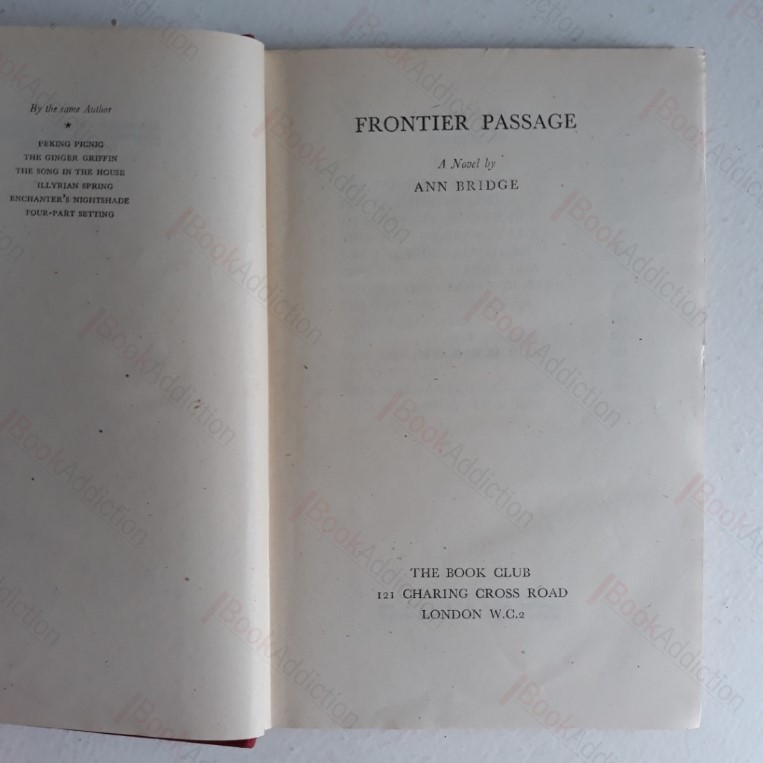 By the same Author
★
PEKING PICNIC
THE GINGER GRIFFIN
THE SONG IN THE HOUSE
ILLYRIAN SPRING
ENCHANTER'S NIGHTSHADE
FOUR-PART SETTING
FRONTIER PASSAGE
A Novel by
ANN BRIDGE
THE BOOK CLUB
121 CHARING CROSS ROAD
LONDON W.C.2
BookAddiction